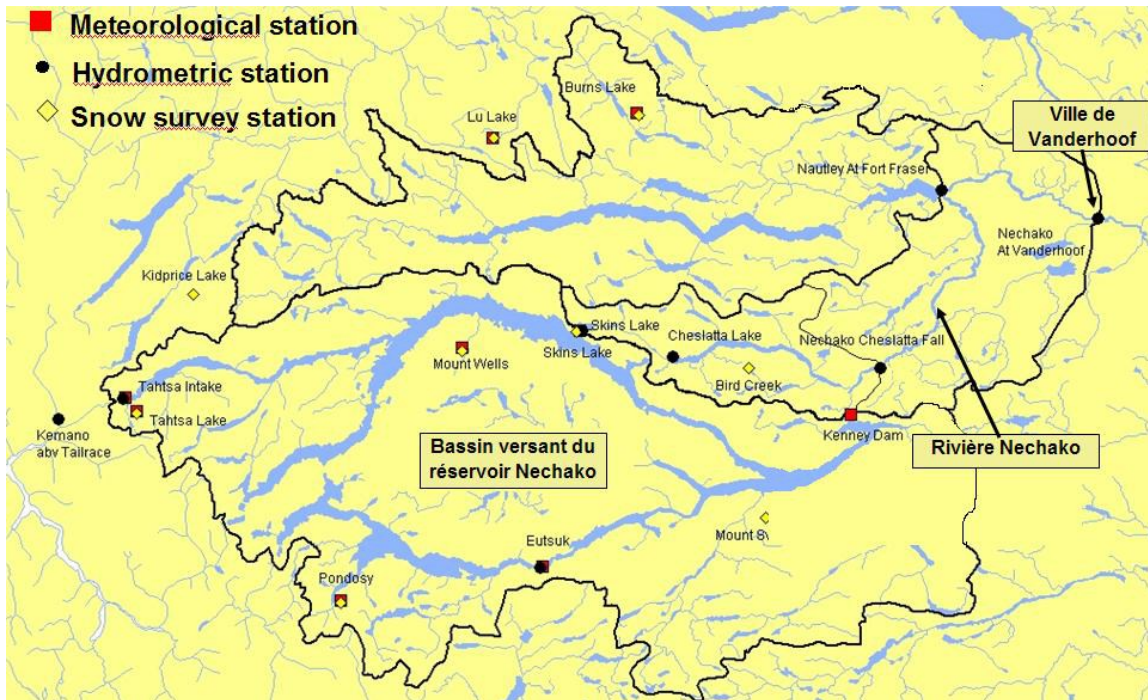 Meteorological station
Hydrometric station
Snow survey station
Burns Lake
Lu Lake
Ville de
Vanderhoof
Nautley At Fort Fraser
Nechako
At Vanderhoof
Kidprice Lake
Skins Lake
Skins Lake
Cheslatta Lake
Nechako Cheslatta Fall
Mount Wells
Bird Creek
Tahtsa Intake
Tahtsa Lake
Kemano
abv Tailrace
Kenney Dam
Bassin versant du
réservoir Nechako
Rivière Nechako
Mount
Eutsuk
Pondosy